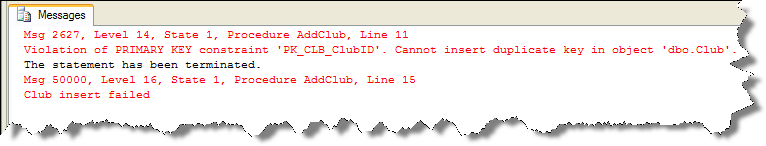 Messages
Msg 2627, Level 14, State 1, Procedure AddClub, Line 11
Violation of PRIMARY KEY constraint 'PK_CLB_ClubID'. Cannot insert duplicate key in object 'dbo.Club'.
The statement has been terminated.
Msg 50000, Level 16, State 1, Procedure AddClub, Line 15
Club insert failed